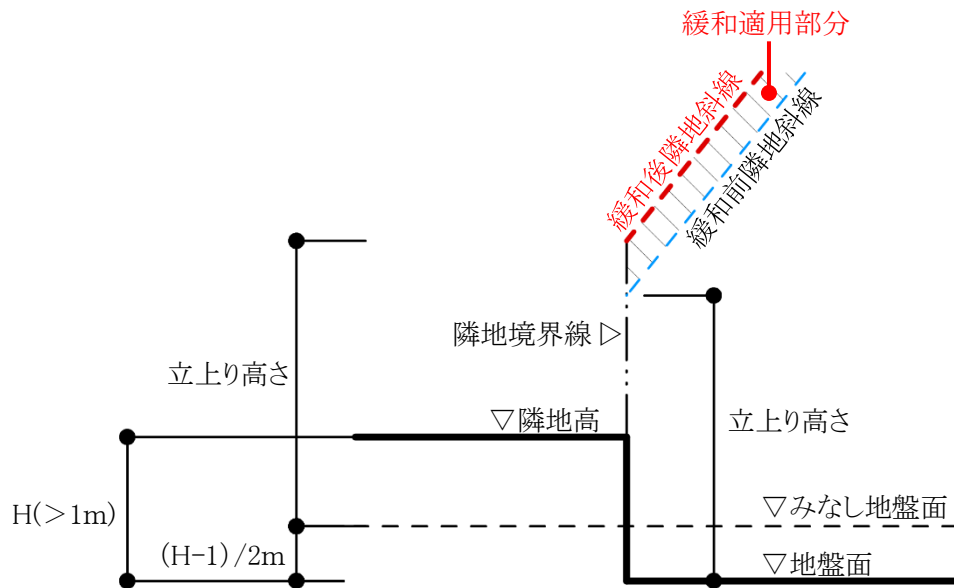 緩和適用部分
緩和後隣地斜線
緩和前隣地斜線
隣地境界線▷
立上り高さ
▽隣地高
立上り高さ
H(>1m)
▽みなし地盤面
(H-1)/2m
▽地盤面